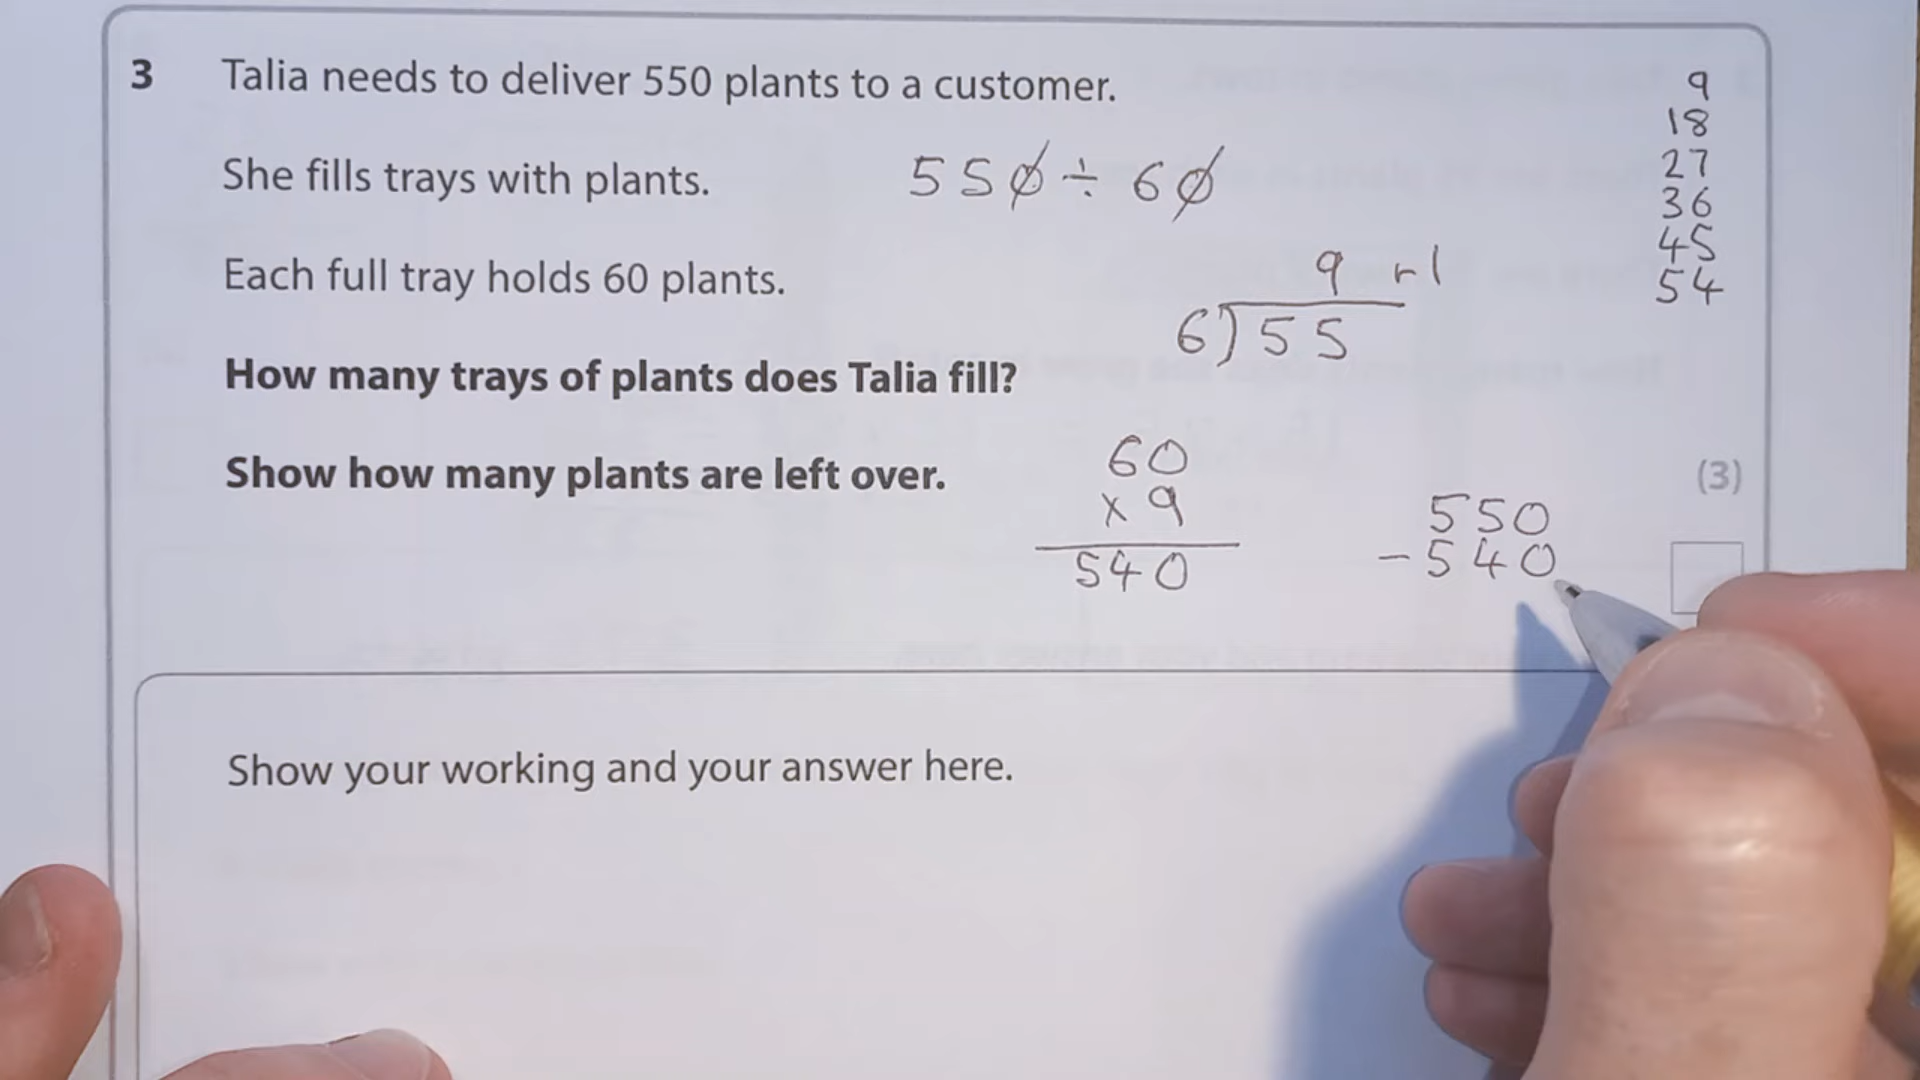 3 Talia needs to deliver 550 plants to a customer.
She fills trays with plants.
550 ÷ 60
Each full tray holds 60 plants.
9 r1
6)55
9
18
27
36
45
54
How many trays of plants does Talia fill?
Show how many plants are left over.
(3)
60
x 9
540
550
- 540
Show your working and your answer here.